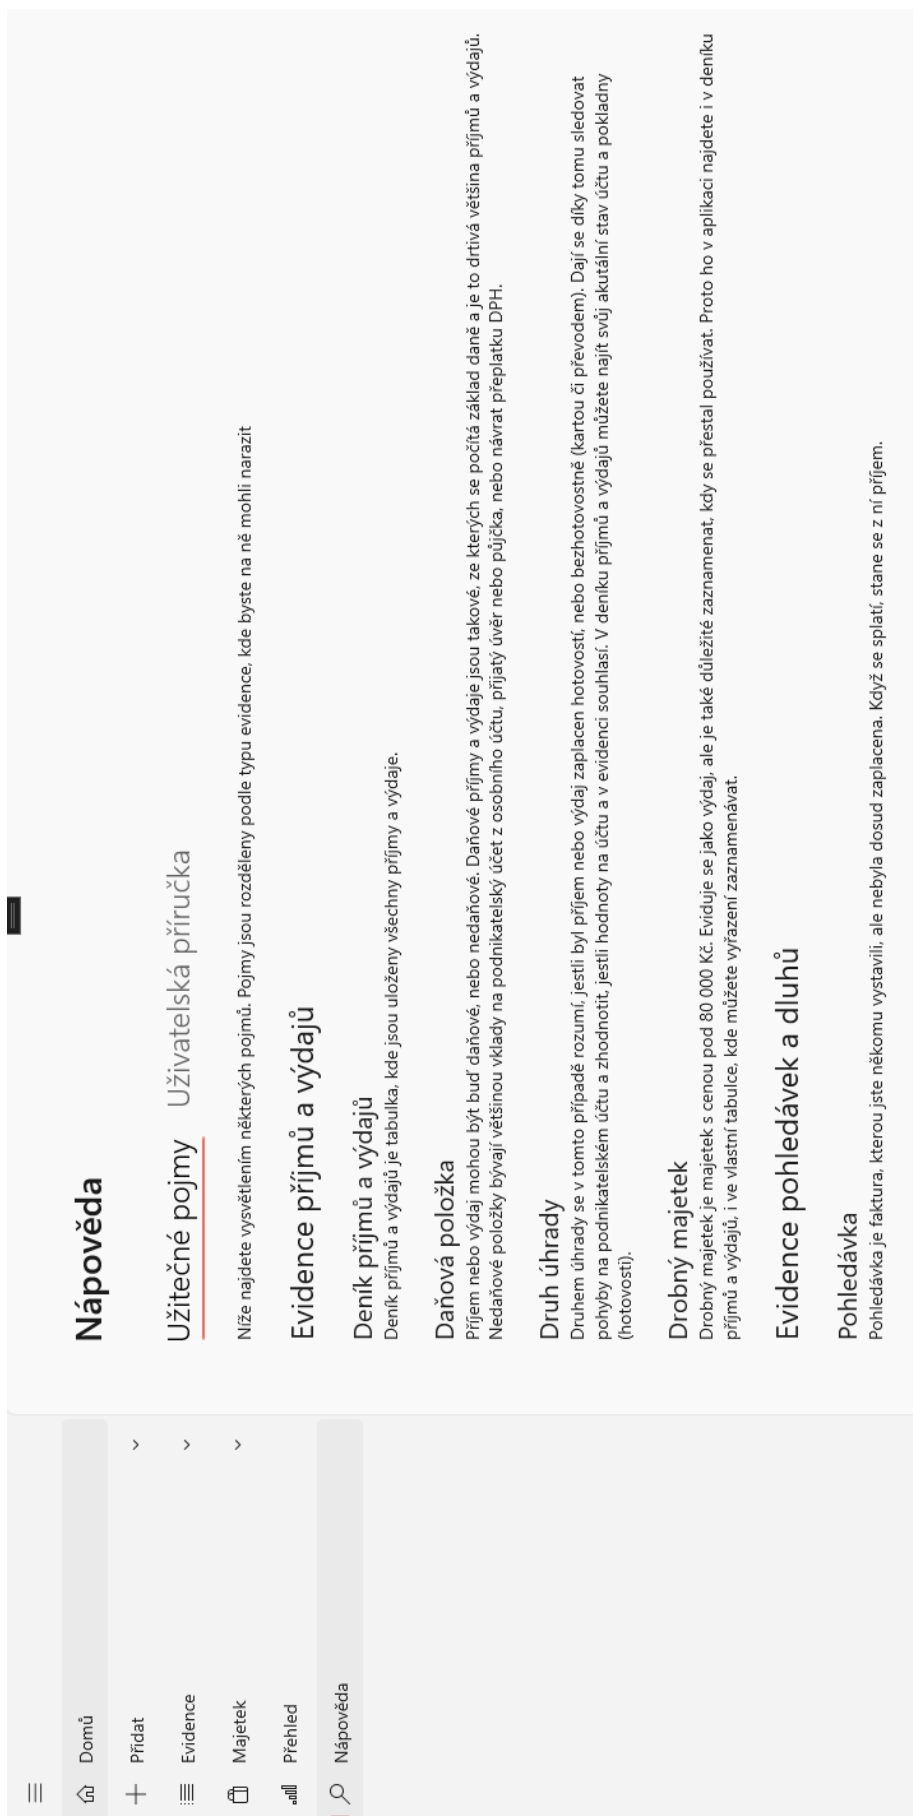 Domů
Přidat
Evidence
Majetek
Přehled
Nápověda
Nápověda
Užitečné pojmy
Uživatelská příručka
Níže najdete vysvětlením některých pojmů. Pojmy jsou rozděleny podle typu evidence, kde byste na ně mohli narazit
Evidence příjmů a výdajů
Deník příjmů a výdajů
Deník příjmů a výdajů je tabulka, kde jsou uloženy všechny příjmy a výdaje.
Daňová položka
Příjem nebo výdaj mohou být buď daňové, nebo nedaňové. Daňové příjmy a výdaje jsou takové, ze kterých se počítá základ daně a je to drtivá většina příjmů a výdajů.
Nedaňové položky bývají většinou vklady na podnikatelský účet z osobního účtu, přijatý úvěr nebo půjčka, nebo návrat přeplatku DPH.
Druh úhrady
Druhem úhrady se v tomto případě rozumí, jestli byl příjem nebo výdaj zaplacen hotovostí, nebo bezhotovostně (kartou či převodem). Dají se díky tomu sledovat
pohyby na podnikatelském účtu a zhodnotit, jestli hodnoty na účtu a v evidenci souhlasí. V deníku příjmů a výdajů můžete najít svůj akutální stav účtu a pokladny
(hotovosti).
Drobný majetek
Drobný majetek je majetek s cenou pod 80 000 Kč. Eviduje se jako výdaj, ale je také důležité zaznamenat, kdy se přestal používat. Proto ho v aplikaci najdete i v deníku
příjmů a výdajů, i ve vlastní tabulce, kde můžete vyřazení zaznamenávat.
Evidence pohledávek a dluhů
Pohledávka
Pohledávka je faktura, kterou jste někomu vystavili, ale nebyla dosud zaplacena. Když se splatí, stane se z ní příjem.